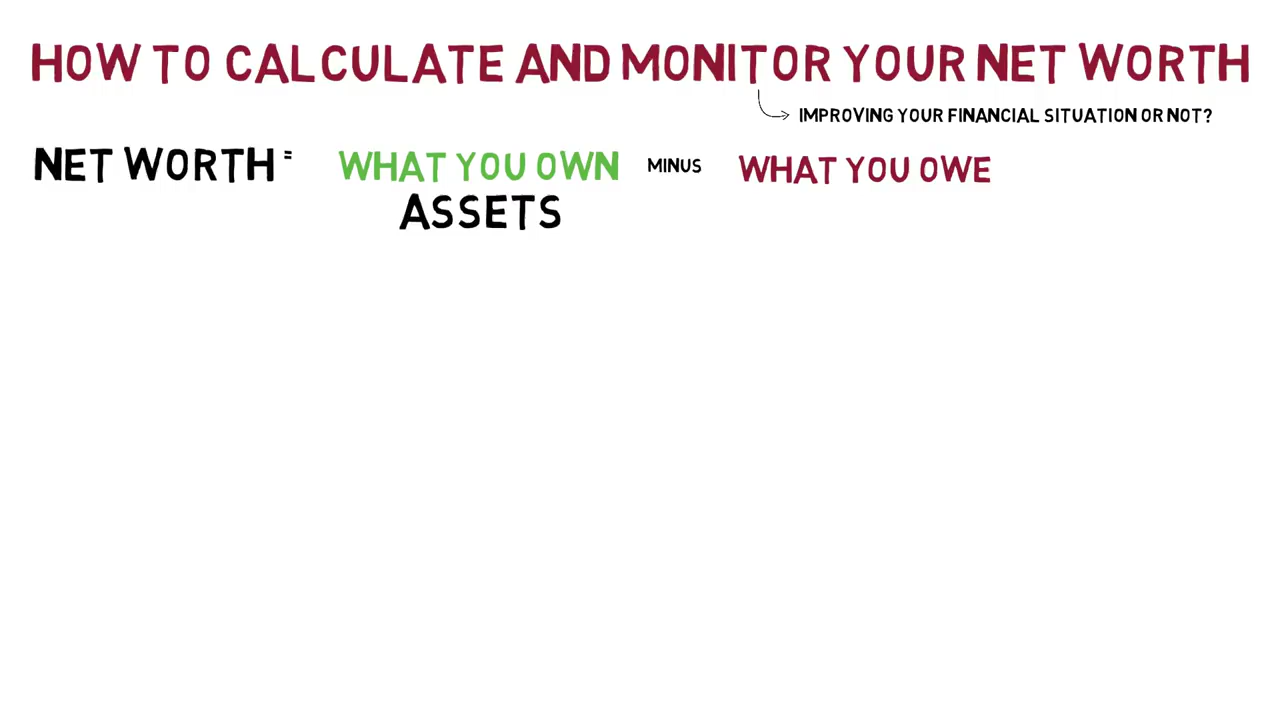 HOW TO CALCULATE AND MONITOR YOUR NET WORTH
IMPROVING YOUR FINANCIAL SITUATION OR NOT?
NET WORTH = WHAT YOU OWN MINUS WHAT YOU OWE
ASSETS